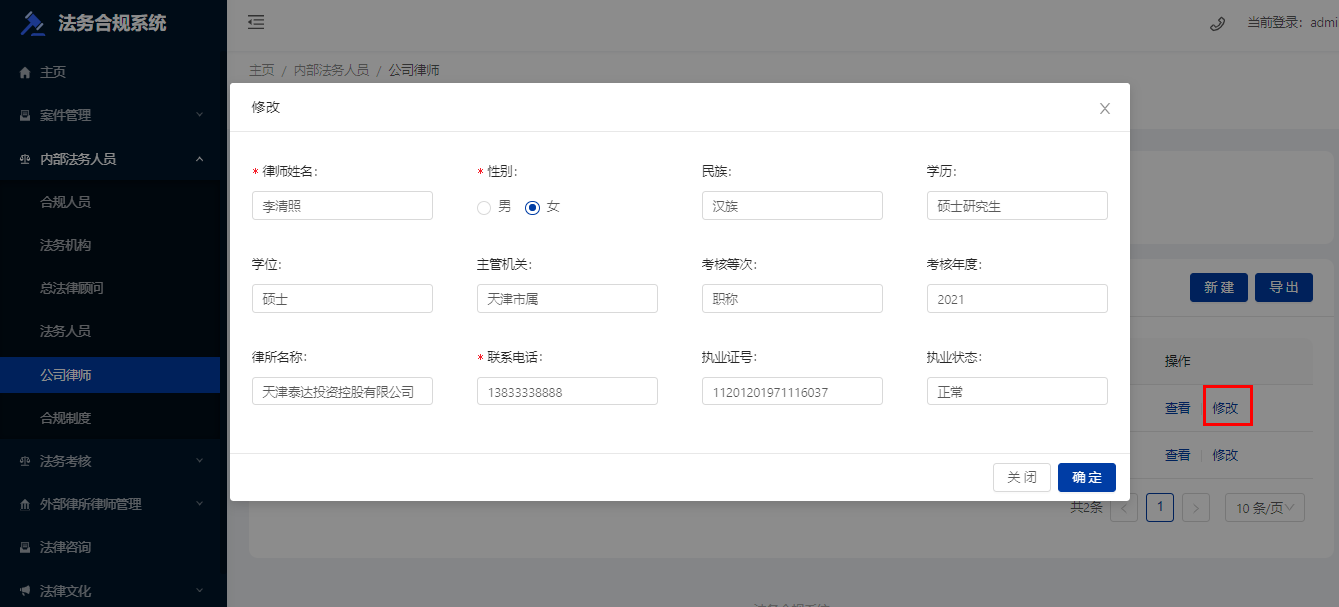 法务合规系统
当前登录: admi
主页
案件管理
内部法务人员
合规人员
法务机构
总法律顾问
法务人员
公司律师
合规制度
法务考核
外部律所律师管理
法律咨询
法律文化
主页 / 内部法务人员 / 公司律师
修改
* 律师姓名:
* 性别:
民族:
学历:
李清照
男 女
汉族
硕士研究生
学位:
主管机关:
考核等次:
考核年度:
硕士
天津市属
职称
2021
律所名称:
* 联系电话:
执业证号:
执业状态:
天津泰达投资控股有限公司
13833338888
11201201971116037
正常
关 闭
确 定
新 建
导 出
操作
查看 修改
查看 修改
共2条 < 1 > 10 条/页